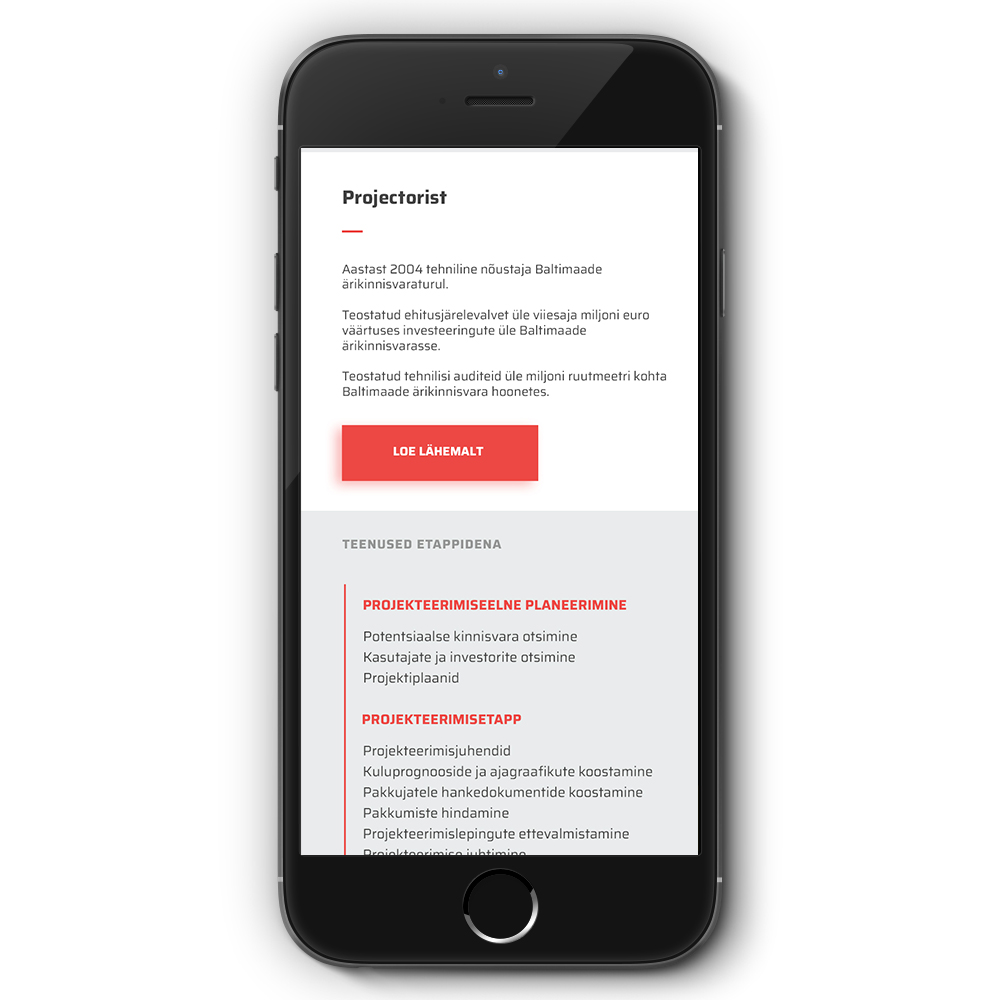 Projectorist
Aastast 2004 tehniline nõustaja Baltimaade
ärikinnisvaraturul.
Teostatud ehitusjärelevalvet üle viiesaja miljoni euro
väärtuses investeeringute üle Baltimaade
ärikinnisvarasse.
Teostatud tehnilisi auditeid üle miljoni ruutmeetri kohta
Baltimaade ärikinnisvara hoonetes.
LOE LÄHEMALT
TEENUSED ETAPPIDENA
PROJEKTEERIMISEELNE PLANEERIMINE
Potentsiaalse kinnisvara otsimine
Kasutajate ja investorite otsimine
Projektiplaanid
PROJEKTEERIMISETAPP
Projekteerimisjuhendid
Kuluprognooside ja ajagraafikute koostamine
Pakkujatele hankedokumentide koostamine
Pakkumiste hindamine
Projekteerimislepingute ettevalmistamine
Projekteerimise juhtimine